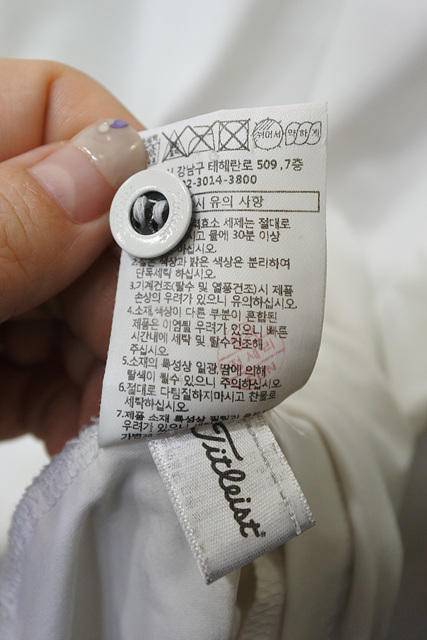 강남구 테헤란로 509 ,7층
02-3014-3800
시 유의 사항
효소 세제는 절대로
시고 물에 30분 이상
십시오.
색상과 밝은 색상은 분리하여
단독세탁 하십시오.
3.기계건조(탈수 및 열풍건조)시 제품
손상의 우려가 있으니 유의하십시오.
4.소재,색상이 다른 부분이 혼합된
제품은 이염될 우려가 있으니 빠른
시간내에 세탁 및 탈수건조해
주십시오.
5.소재의 특성상 일광,땀에 의해
탈색이 될수 있으니 주의하십시오.
6.절대로 다림질하지마시고 찬물로
세탁하십시오.
7.제품 소재 특성상
우려가 있
Titleist